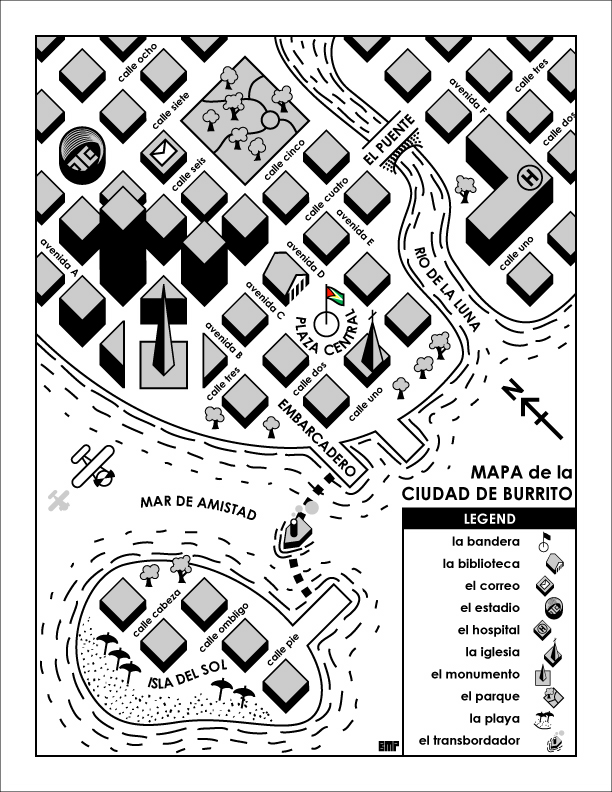 calle ocho
calle siete
calle seis
calle cinco
calle cuatro
avenida E
EL PUENTE
avenida F
calle tres
calle dos
H
calle uno
RIO DE LA LUNA
avenida A
avenida D
avenida C
avenida B
PLAZA CENTRAL
calle tres
calle dos
calle uno
EMBARCADERO
N
MAR DE AMISTAD
calle cabeza
calle ombligo
calle pie
ISLA DEL SOL
MAPA de la
CIUDAD DE BURRITO
LEGEND
la bandera
la biblioteca
el correo
el estadio
el hospital
la iglesia
el monumento
el parque
la playa
el transbordador
EMP